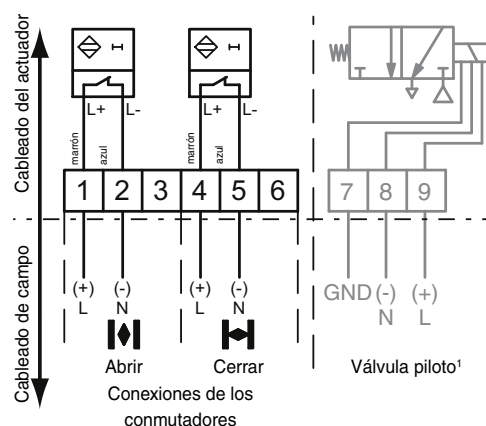 Cableado del actuador
Cableado de campo
L+ L- L+ L-
marrón azul marrón azul
1 2 3 4 5 6 7 8 9
(+) (-) (+) (-) GND (-) (+)
L N L N N L
Abrir Cerrar Válvula piloto¹
Conexiones de los
conmutadores